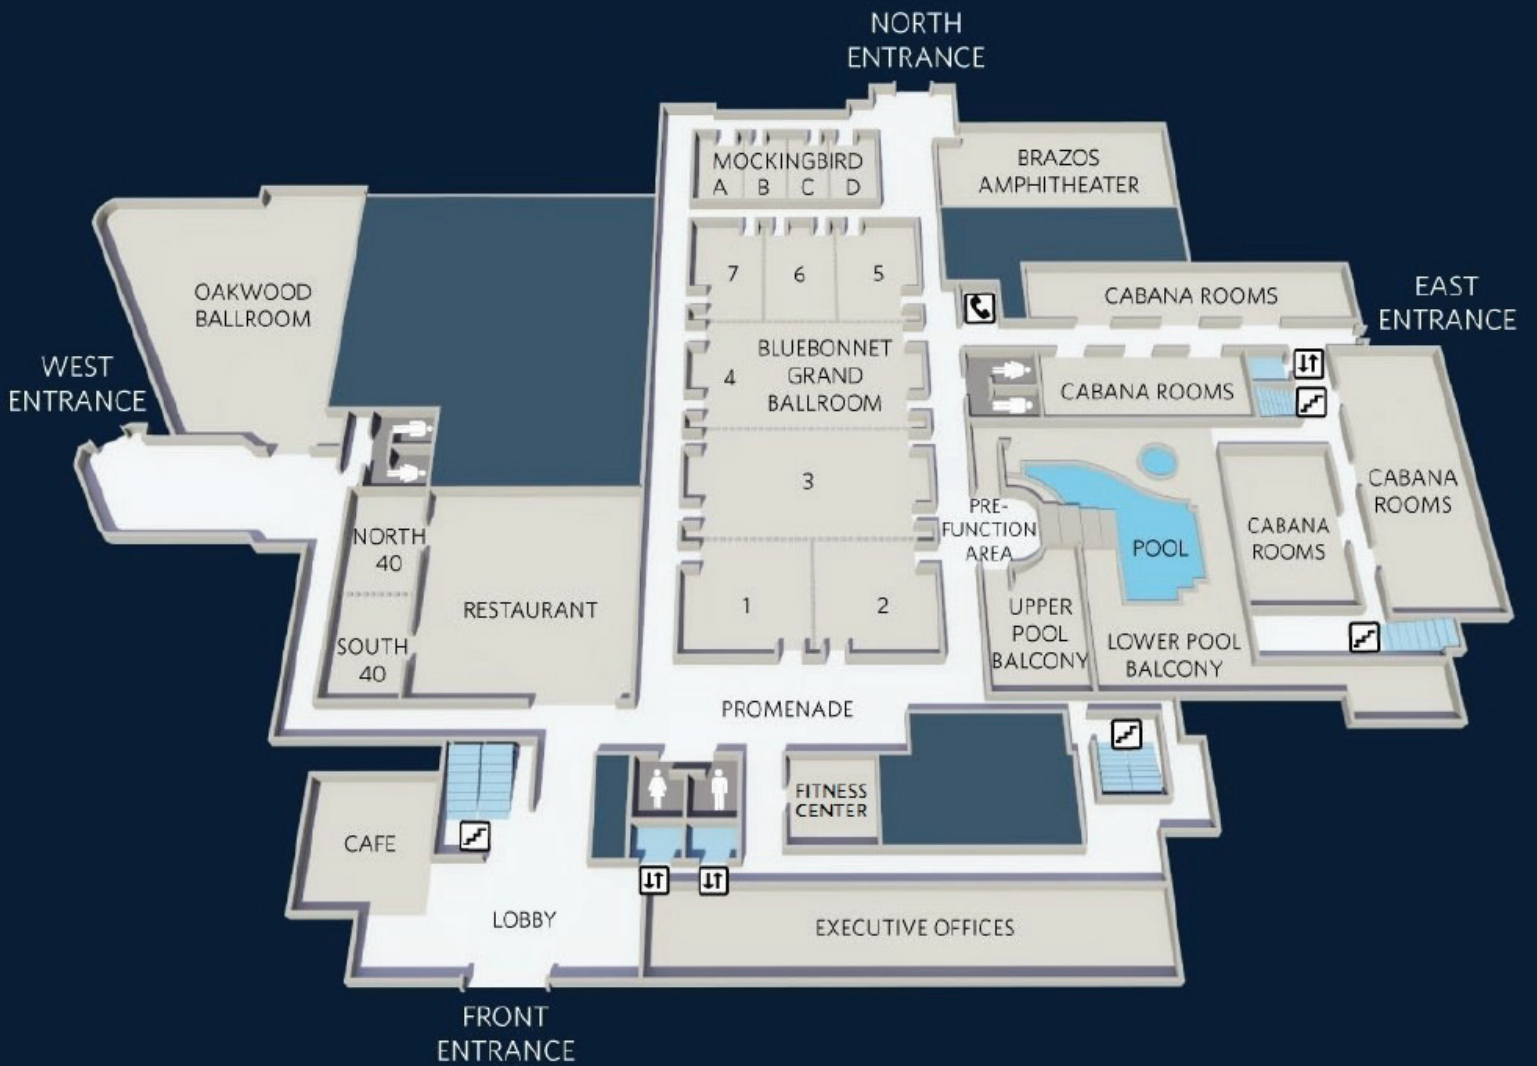 NORTH
ENTRANCE
MOCKINGBIRD
A B C D
BRAZOS
AMPHITHEATER
OAKWOOD
BALLROOM
7 6 5
CABANA ROOMS
EAST
ENTRANCE
WEST
ENTRANCE
BLUEBONNET
GRAND
BALLROOM
4
CABANA ROOMS
3
CABANA
ROOMS
NORTH
40
PRE-
FUNCTION
AREA
POOL
CABANA
ROOMS
RESTAURANT
1 2
SOUTH
40
UPPER
POOL
BALCONY
LOWER POOL
BALCONY
PROMENADE
FITNESS
CENTER
CAFE
LOBBY
EXECUTIVE OFFICES
FRONT
ENTRANCE